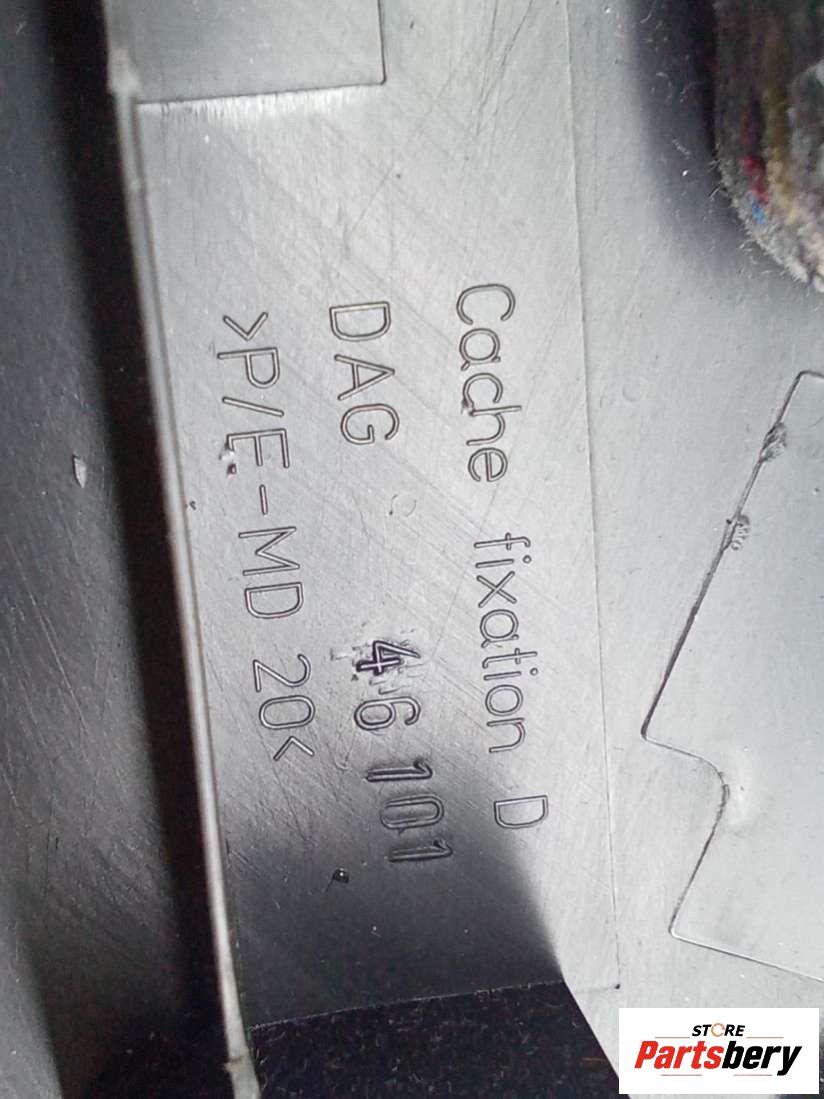 Cache fixation D
DAG 46 101
>P/E-MD 20<
STORE
Partsbery